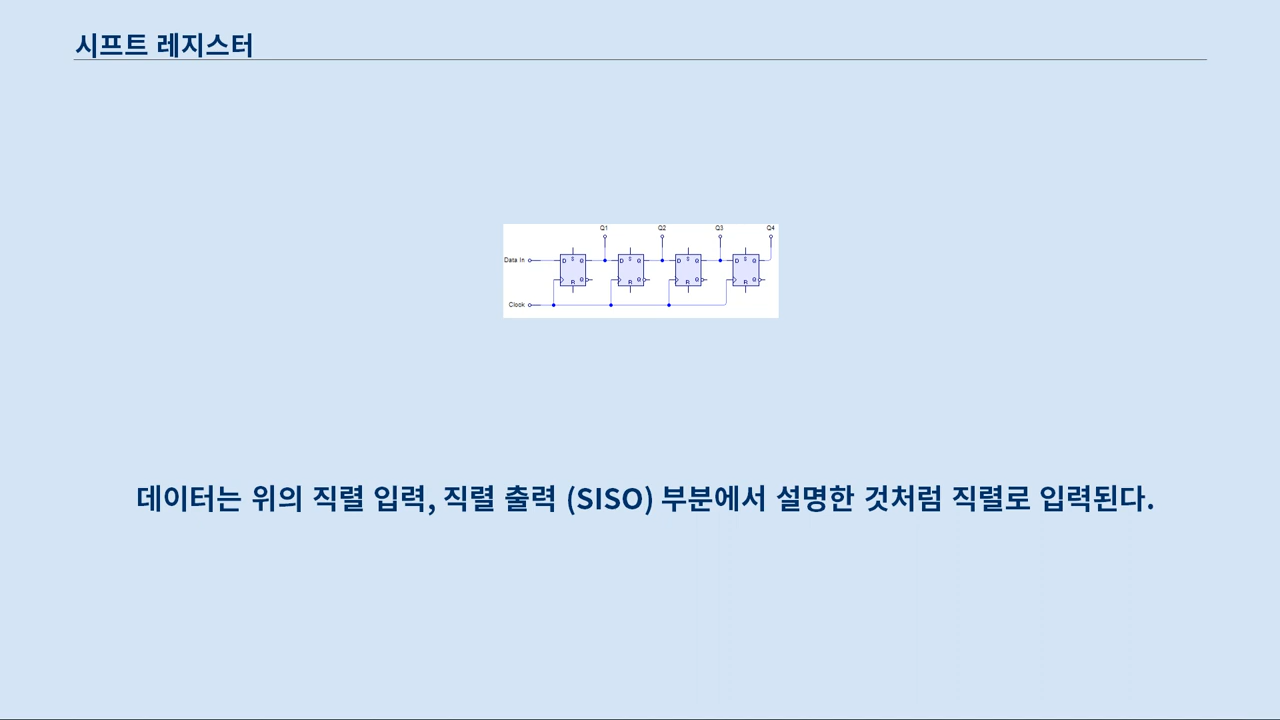 시프트 레지스터
Q1 Q2 Q3 Q4
Data In D S Q D S Q D S Q D S Q
R Q R Q R Q R Q
Clock
데이터는 위의 직렬 입력, 직렬 출력 (SISO) 부분에서 설명한 것처럼 직렬로 입력된다.